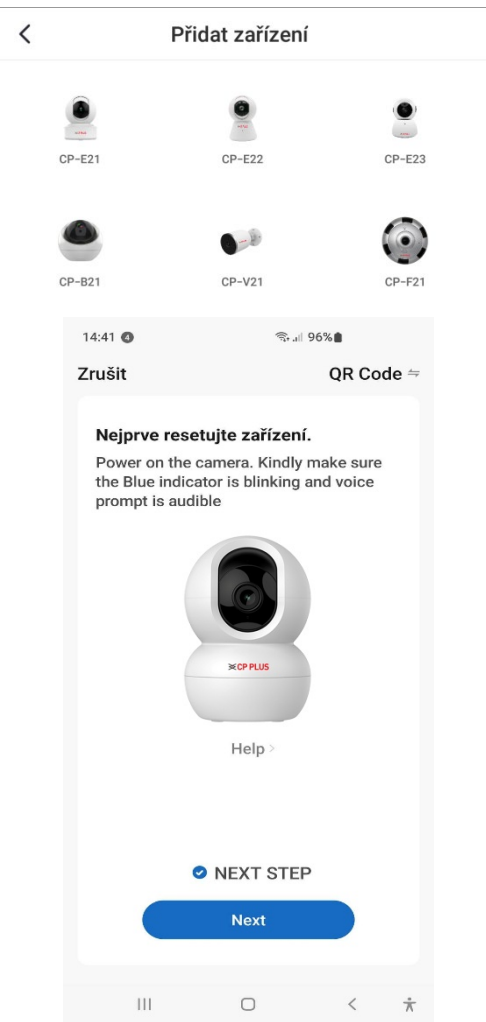 Přidat zařízení
CP-E21 CP-E22 CP-E23
CP-B21 CP-V21 CP-F21
14:41 4 96%
Zrušit QR Code
Nejprve resetujte zařízení.
Power on the camera. Kindly make sure
the Blue indicator is blinking and voice
prompt is audible
CP PLUS
Help >
NEXT STEP
Next